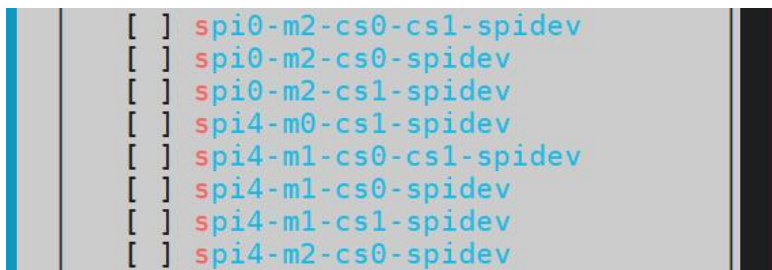 [ ] spi0-m2-cs0-cs1-spidev
[ ] spi0-m2-cs0-spidev
[ ] spi0-m2-cs1-spidev
[ ] spi4-m0-cs1-spidev
[ ] spi4-m1-cs0-cs1-spidev
[ ] spi4-m1-cs0-spidev
[ ] spi4-m1-cs1-spidev
[ ] spi4-m2-cs0-spidev